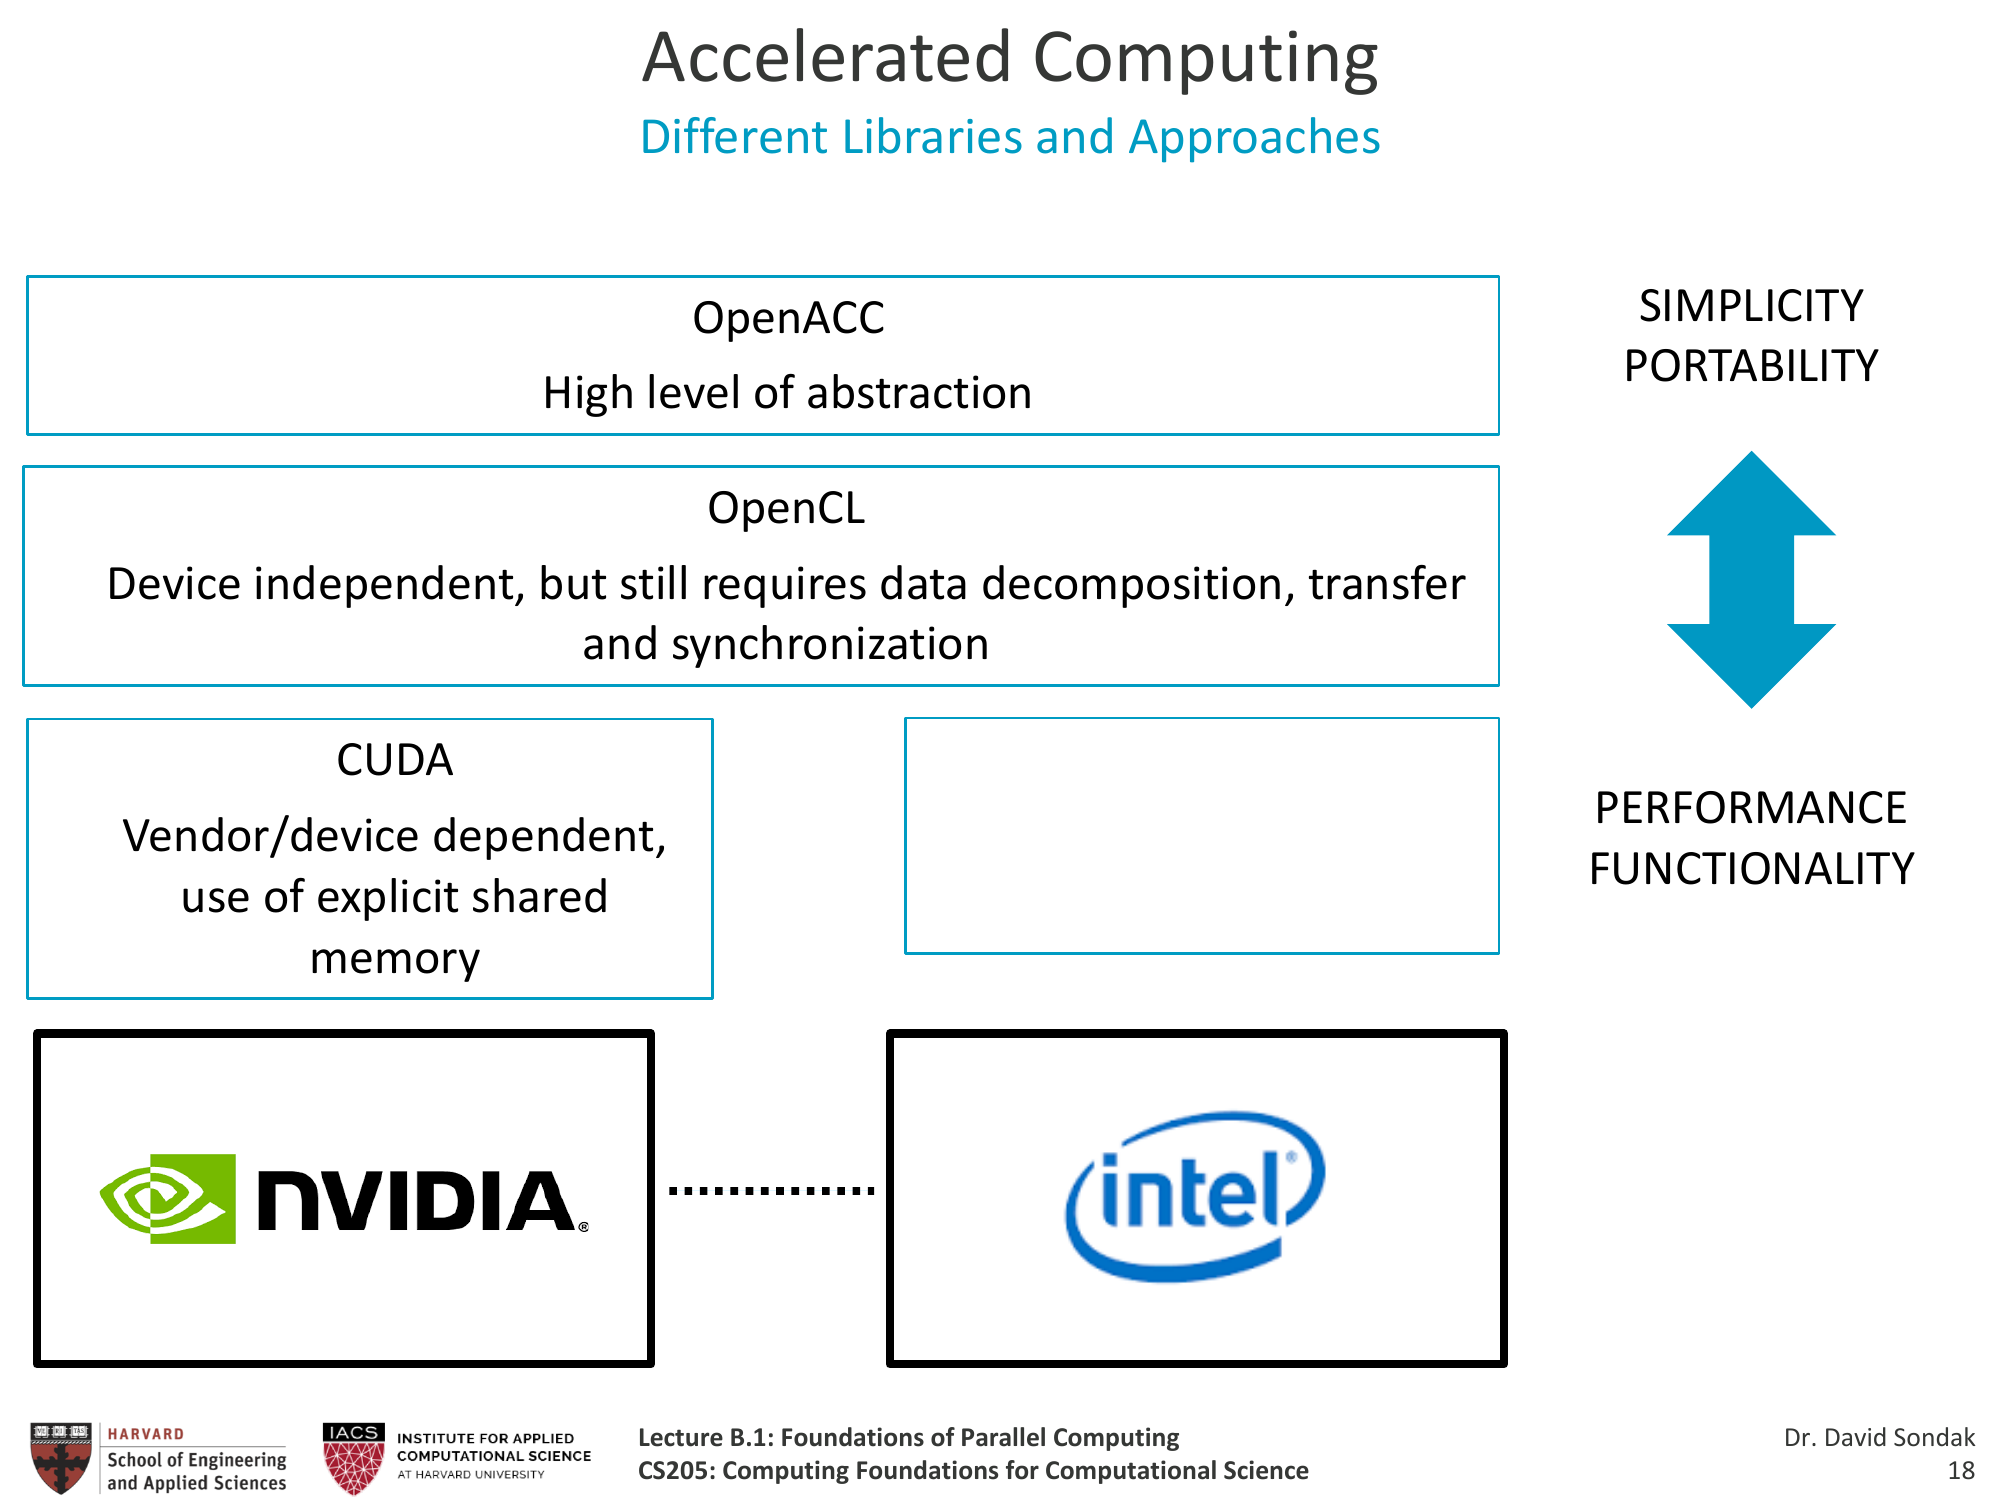 Accelerated Computing
Different Libraries and Approaches
OpenACC
High level of abstraction
SIMPLICITY
PORTABILITY
OpenCL
Device independent, but still requires data decomposition, transfer
and synchronization
CUDA
Vendor/device dependent,
use of explicit shared
memory
PERFORMANCE
FUNCTIONALITY
NVIDIA®
intel®
HARVARD
School of Engineering
and Applied Sciences
IACS
INSTITUTE FOR APPLIED
COMPUTATIONAL SCIENCE
AT HARVARD UNIVERSITY
Lecture B.1: Foundations of Parallel Computing
CS205: Computing Foundations for Computational Science
Dr. David Sondak
18